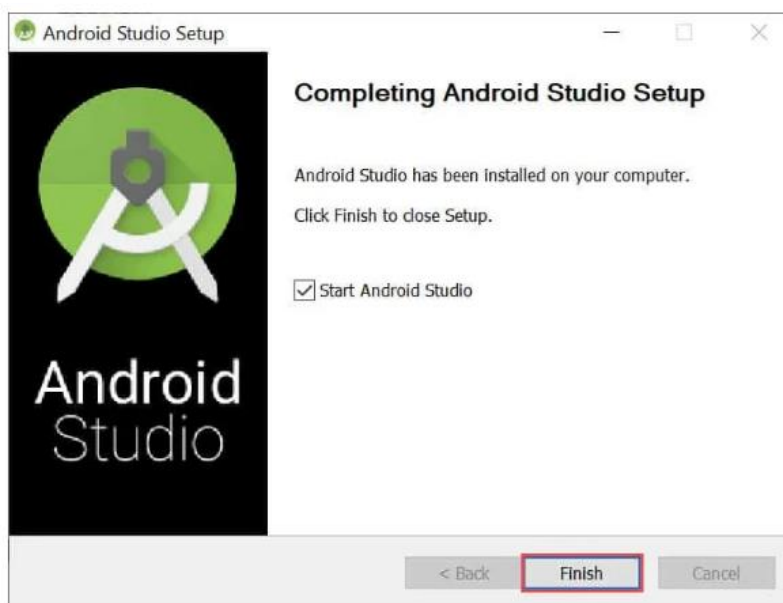 Android Studio Setup
Completing Android Studio Setup
Android Studio has been installed on your computer.
Click Finish to close Setup.
Start Android Studio
Android
Studio
< Back
Finish
Cancel